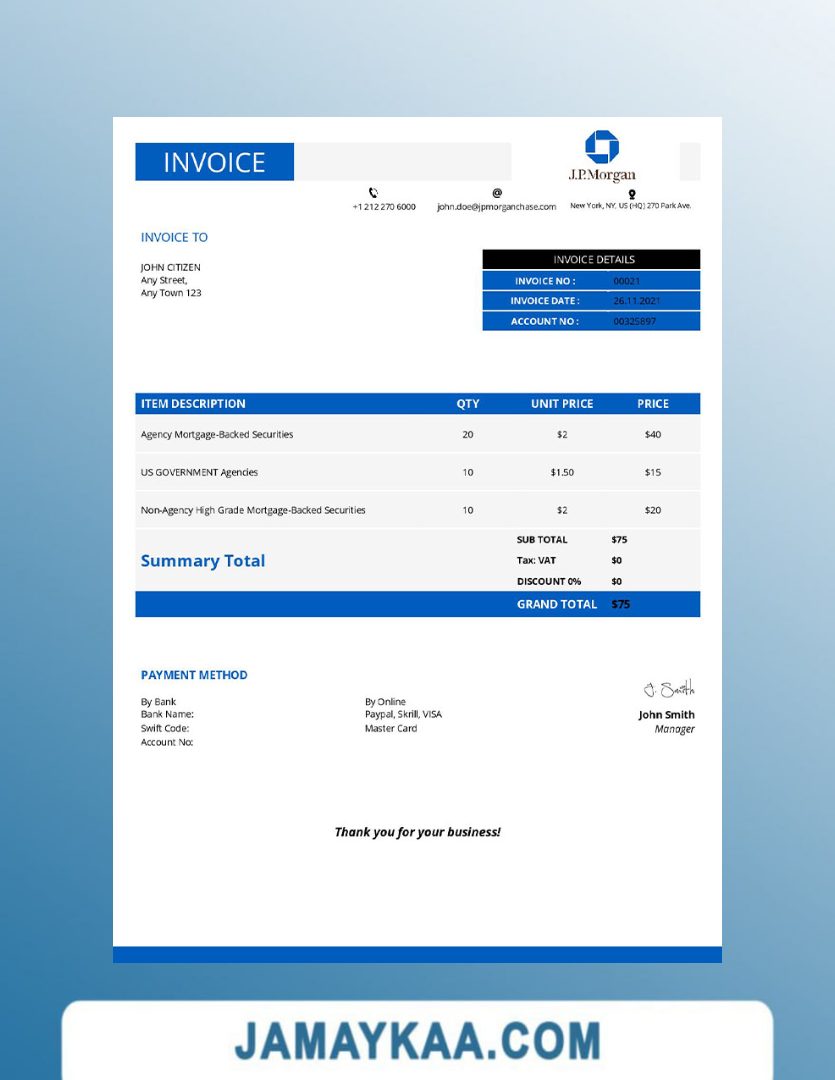 INVOICE
J.P.Morgan
+1 212 270 6000
john.doe@jpmorganchase.com
New York, NY, US (HQ) 270 Park Ave.
INVOICE TO
JOHN CITIZEN
Any Street,
Any Town 123
INVOICE DETAILS
INVOICE NO : 00021
INVOICE DATE : 26.11.2021
ACCOUNT NO : 00325897
ITEM DESCRIPTION QTY UNIT PRICE PRICE
Agency Mortgage-Backed Securities 20 $2 $40
US GOVERNMENT Agencies 10 $1.50 $15
Non-Agency High Grade Mortgage-Backed Securities 10 $2 $20
Summary Total
SUB TOTAL $75
Tax: VAT $0
DISCOUNT 0% $0
GRAND TOTAL $75
PAYMENT METHOD
By Bank
Bank Name:
Swift Code:
Account No:
By Online
Paypal, Skrill, VISA
Master Card
J. Smith
John Smith
Manager
Thank you for your business!
JAMAYKAA.COM